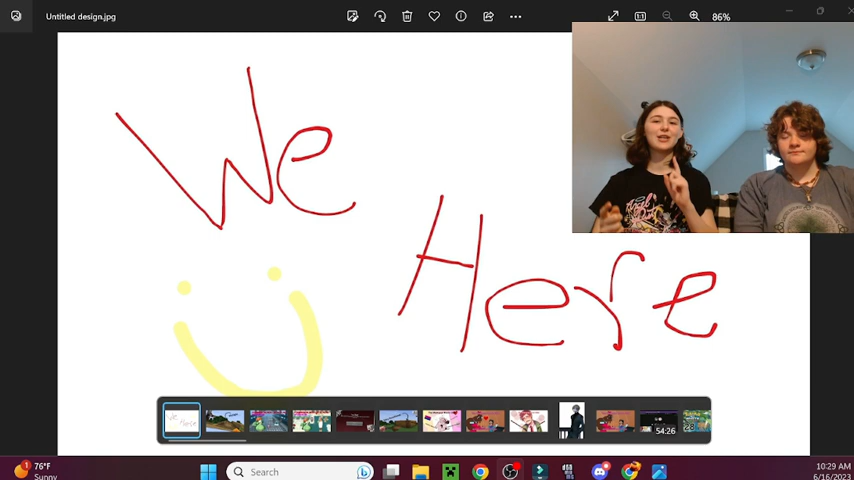 Untitled design.jpg
86%
We
Here
54:26
76°F
Sunny
Search
10:29 AM
6/16/2023